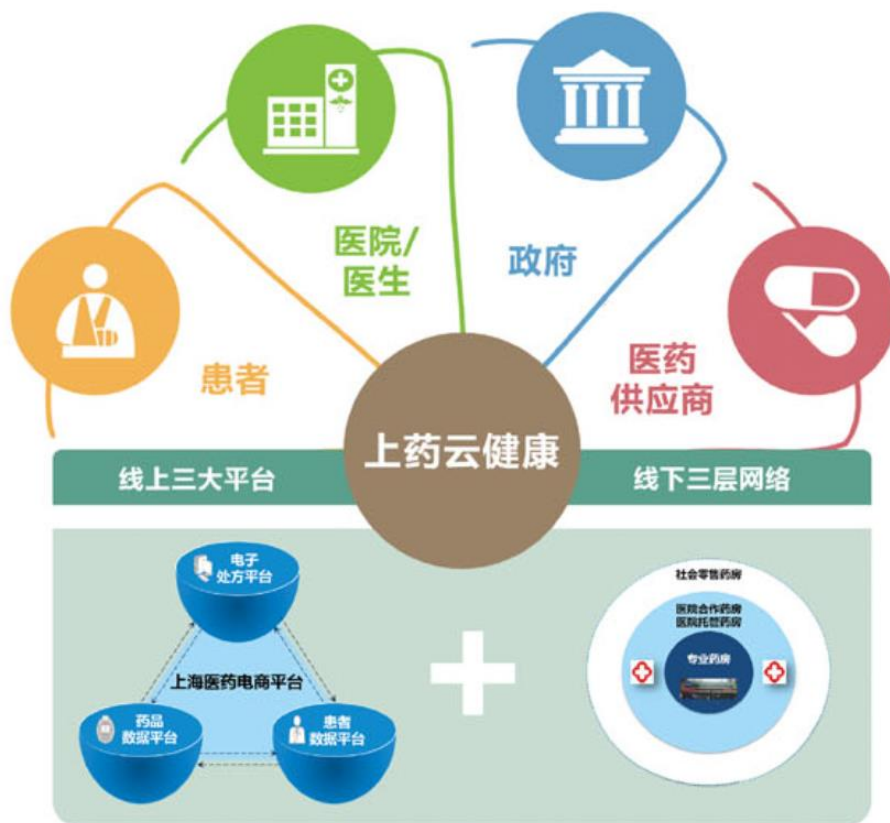 医院/
医生
政府
患者
医药
供应商
上药云健康
线上三大平台
线下三层网络
电子
处方平台
上海医药电商平台
药品
数据平台
患者
数据平台
社会零售药房
医院合作药房
医院托管药房
专业药房